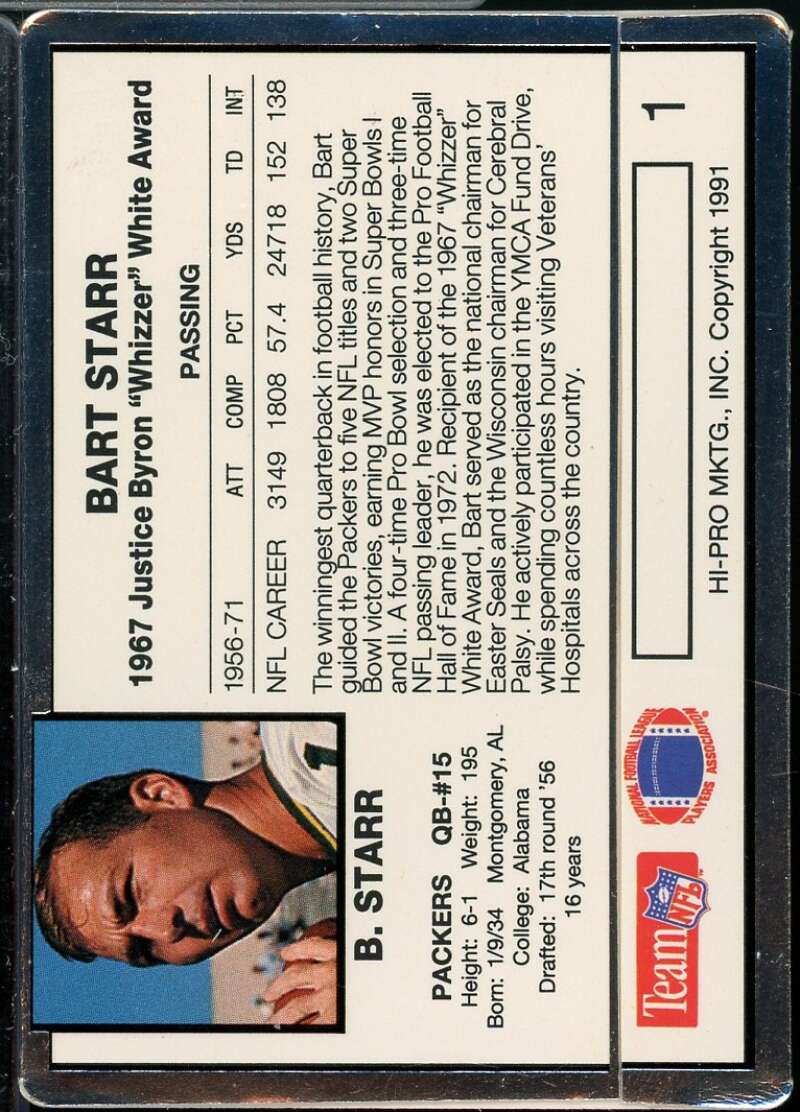 BART STARR
1967 Justice Byron “Whizzer” White Award
PASSING
ATT COMP PCT YDS TD INT
1956-71
NFL CAREER 3149 1808 57.4 24718 152 138
The winningest quarterback in football history, Bart
guided the Packers to five NFL titles and two Super
Bowl victories, earning MVP honors in Super Bowls I
and II. A four-time Pro Bowl selection and three-time
NFL passing leader, he was elected to the Pro Football
Hall of Fame in 1972. Recipient of the 1967 “Whizzer”
White Award, Bart served as the national chairman for
Easter Seals and the Wisconsin chairman for Cerebral
Palsy. He actively participated in the YMCA Fund Drive,
while spending countless hours visiting Veterans’
Hospitals across the country.
1
B. STARR
PACKERS QB-#15
Height: 6-1 Weight: 195
Born: 1/9/34 Montgomery, AL
College: Alabama
Drafted: 17th round ’56
16 years
Team NFL™
NATIONAL FOOTBALL LEAGUE
PLAYERS ASSOCIATION
1
HI-PRO MKTG., INC. Copyright 1991